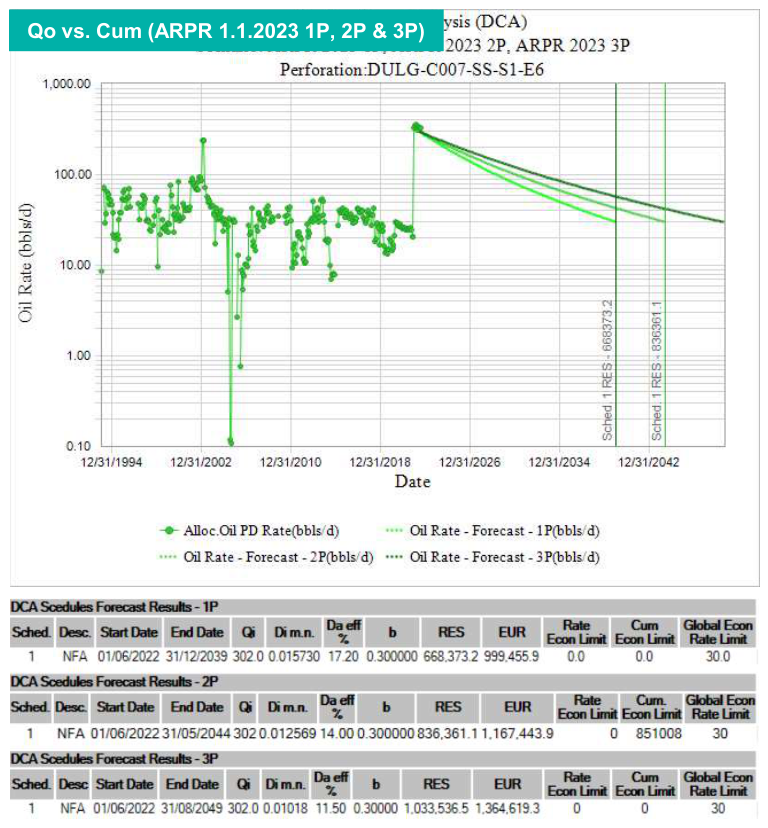 Qo vs. Cum (ARPR 1.1.2023 1P, 2P & 3P)
ysis (DCA)
2023 2P, ARPR 2023 3P
Perforation:DULG-C007-SS-S1-E6
1,000.00
100.00
10.00
1.00
0.10
Oil Rate (bbls/d)
Sched. 1 RES - 668373.2
Sched. 1 RES - 836361.1
12/31/1994 12/31/2002 12/31/2010 12/31/2018 12/31/2026 12/31/2034 12/31/2042
Date
Alloc.Oil PD Rate(bbls/d) Oil Rate - Forecast - 1P(bbls/d)
Oil Rate - Forecast - 2P(bbls/d) Oil Rate - Forecast - 3P(bbls/d)
DCA Scedules Forecast Results - 1P
Sched. Desc. Start Date End Date Qi Di m.n. Da eff % b RES EUR Rate Econ Limit Cum Econ Limit Global Econ Rate Limit
1 NFA 01/06/2022 31/12/2039 302.0 0.015730 17.20 0.300000 668,373.2 999,455.9 0.0 0.0 30.0
DCA Scedules Forecast Results - 2P
Sched. Desc. Start Date End Date Qi Di m.n. Da eff % b RES EUR Rate Econ Limit Cum. Econ Limit Global Econ Rate Limit
1 NFA 01/06/2022 31/05/2044 302 0.012569 14.00 0.300000 836,361.1 1,167,443.9 0 851008 30
DCA Scedules Forecast Results - 3P
Sched. Desc Start Date End Date Qi Di m.n. Da eff % b RES EUR Rate Econ Limit Cum Econ Limit Global Econ Rate Limit
1 NFA 01/06/2022 31/08/2049 302.0 0.01018 11.50 0.30000 1,033,536.5 1,364,619.3 0 0 30